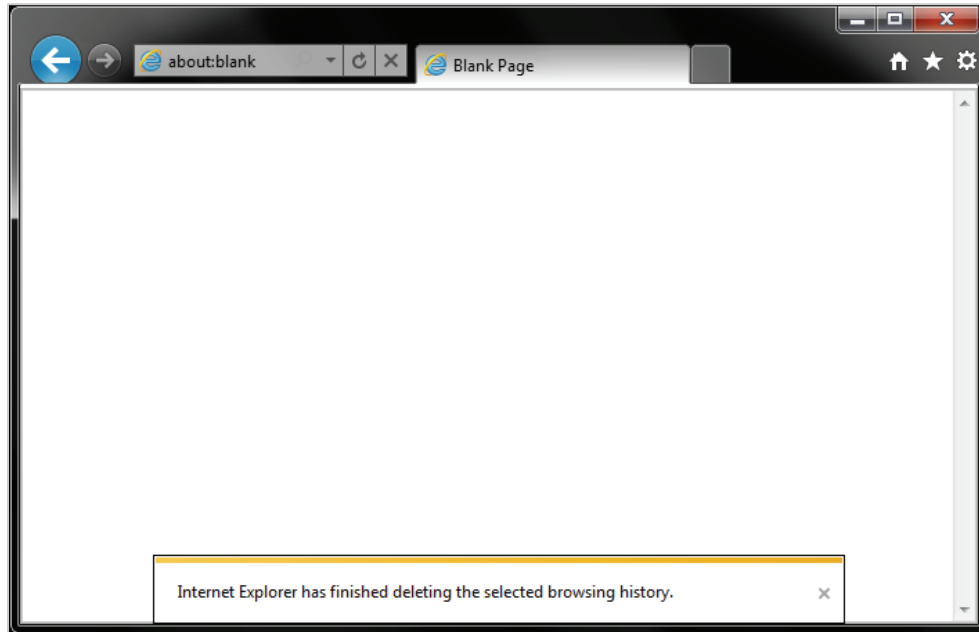 about:blank
Blank Page
Internet Explorer has finished deleting the selected browsing history.